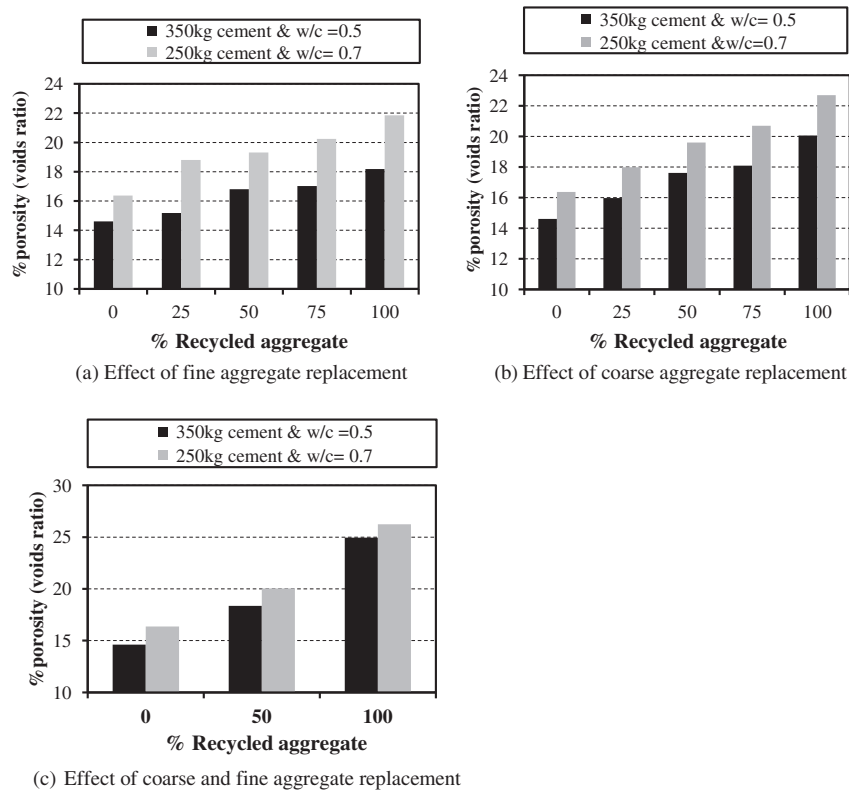 350kg cement & w/c =0.5
250kg cement & w/c= 0.7
24
22
20
18
16
14
12
10
%porosity (voids ratio)
0 25 50 75 100
% Recycled aggregate
(a) Effect of fine aggregate replacement
350kg cement & w/c= 0.5
250kg cement &w/c=0.7
24
22
20
18
16
14
12
10
%porosity (voids ratio)
0 25 50 75 100
% Recycled aggregate
(b) Effect of coarse aggregate replacement
350kg cement & w/c =0.5
250kg cement & w/c= 0.7
30
25
20
15
10
%porosity (voids ratio)
0 50 100
% Recycled aggregate
(c) Effect of coarse and fine aggregate replacement